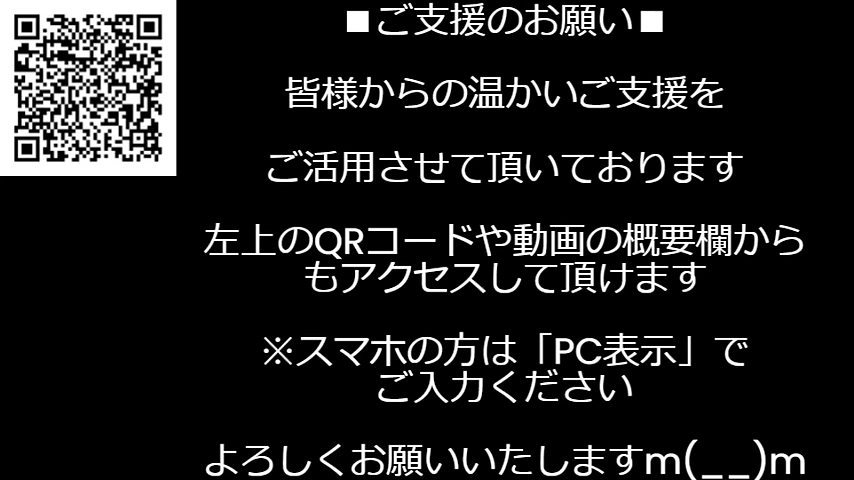 ■ご支援のお願い■
皆様からの温かいご支援を
ご活用させて頂いております
左上のQRコードや動画の概要欄から
もアクセスして頂けます
※スマホの方は「PC表示」で
ご入力ください
よろしくお願いいたしますm(__)m